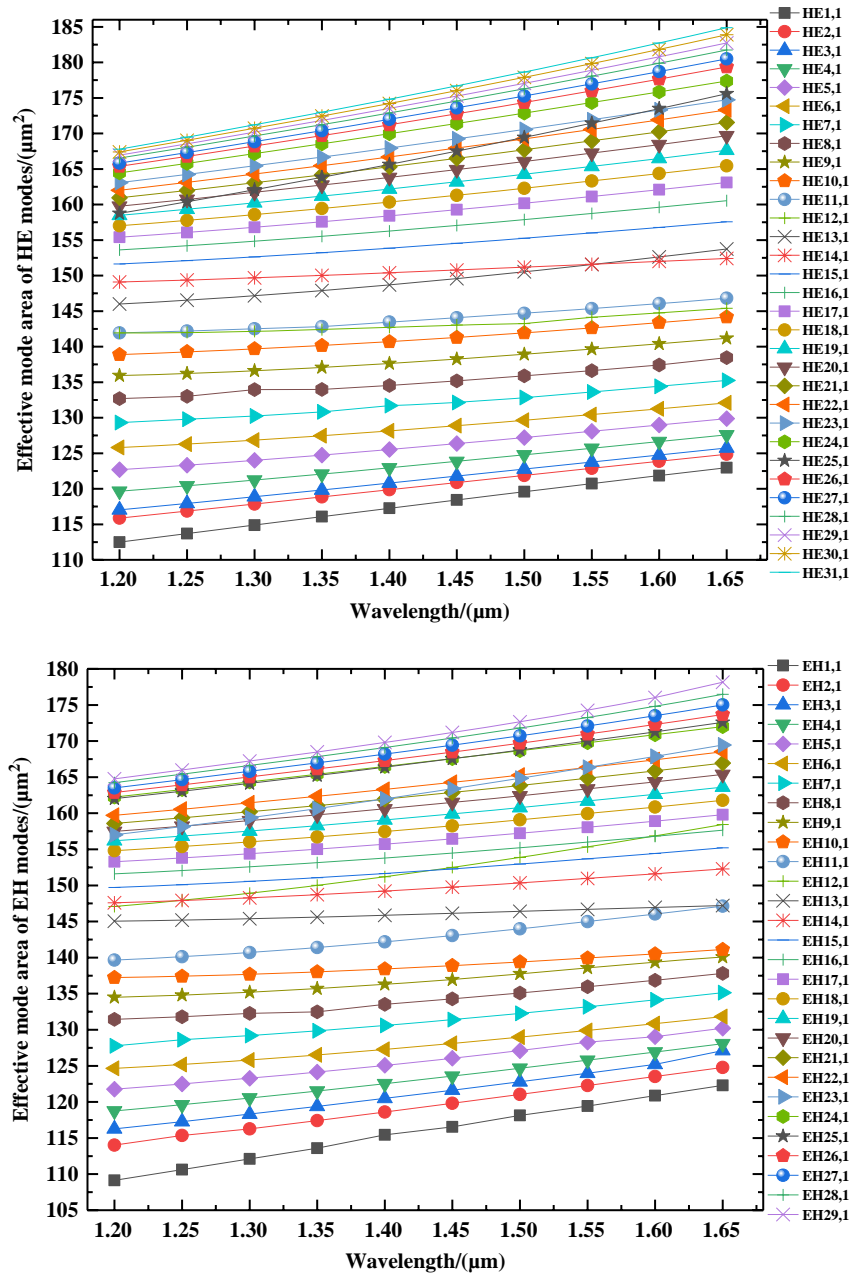 185
180
175
170
165
160
155
150
145
140
135
130
125
120
115
110
Effective mode area of HE modes/(μm²)
1.20 1.25 1.30 1.35 1.40 1.45 1.50 1.55 1.60 1.65
Wavelength/(μm)
HE1,1
HE2,1
HE3,1
HE4,1
HE5,1
HE6,1
HE7,1
HE8,1
HE9,1
HE10,1
HE11,1
HE12,1
HE13,1
HE14,1
HE15,1
HE16,1
HE17,1
HE18,1
HE19,1
HE20,1
HE21,1
HE22,1
HE23,1
HE24,1
HE25,1
HE26,1
HE27,1
HE28,1
HE29,1
HE30,1
HE31,1
180
175
170
165
160
155
150
145
140
135
130
125
120
115
110
105
Effective mode area of EH modes/(μm²)
1.20 1.25 1.30 1.35 1.40 1.45 1.50 1.55 1.60 1.65
Wavelength/(μm)
EH1,1
EH2,1
EH3,1
EH4,1
EH5,1
EH6,1
EH7,1
EH8,1
EH9,1
EH10,1
EH11,1
EH12,1
EH13,1
EH14,1
EH15,1
EH16,1
EH17,1
EH18,1
EH19,1
EH20,1
EH21,1
EH22,1
EH23,1
EH24,1
EH25,1
EH26,1
EH27,1
EH28,1
EH29,1